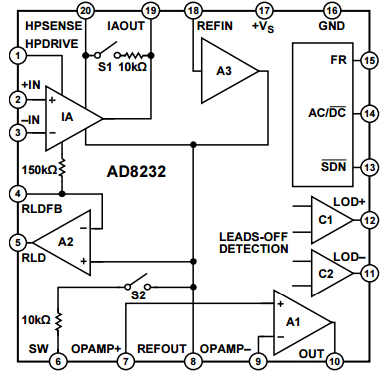 20 19 18 17 16
HPSENSE IAOUT REFIN +VS GND
HPDRIVE
1
S1 10kΩ
A3
FR 15
+IN
2
IA
–IN
3
AC/DC 14
150kΩ
AD8232
SDN 13
4
RLDFB
LOD+
C1 12
5
RLD
A2
LEADS-OFF
DETECTION
LOD–
C2 11
S2
A1
10kΩ
SW OPAMP+ REFOUT OPAMP– OUT
6 7 8 9 10